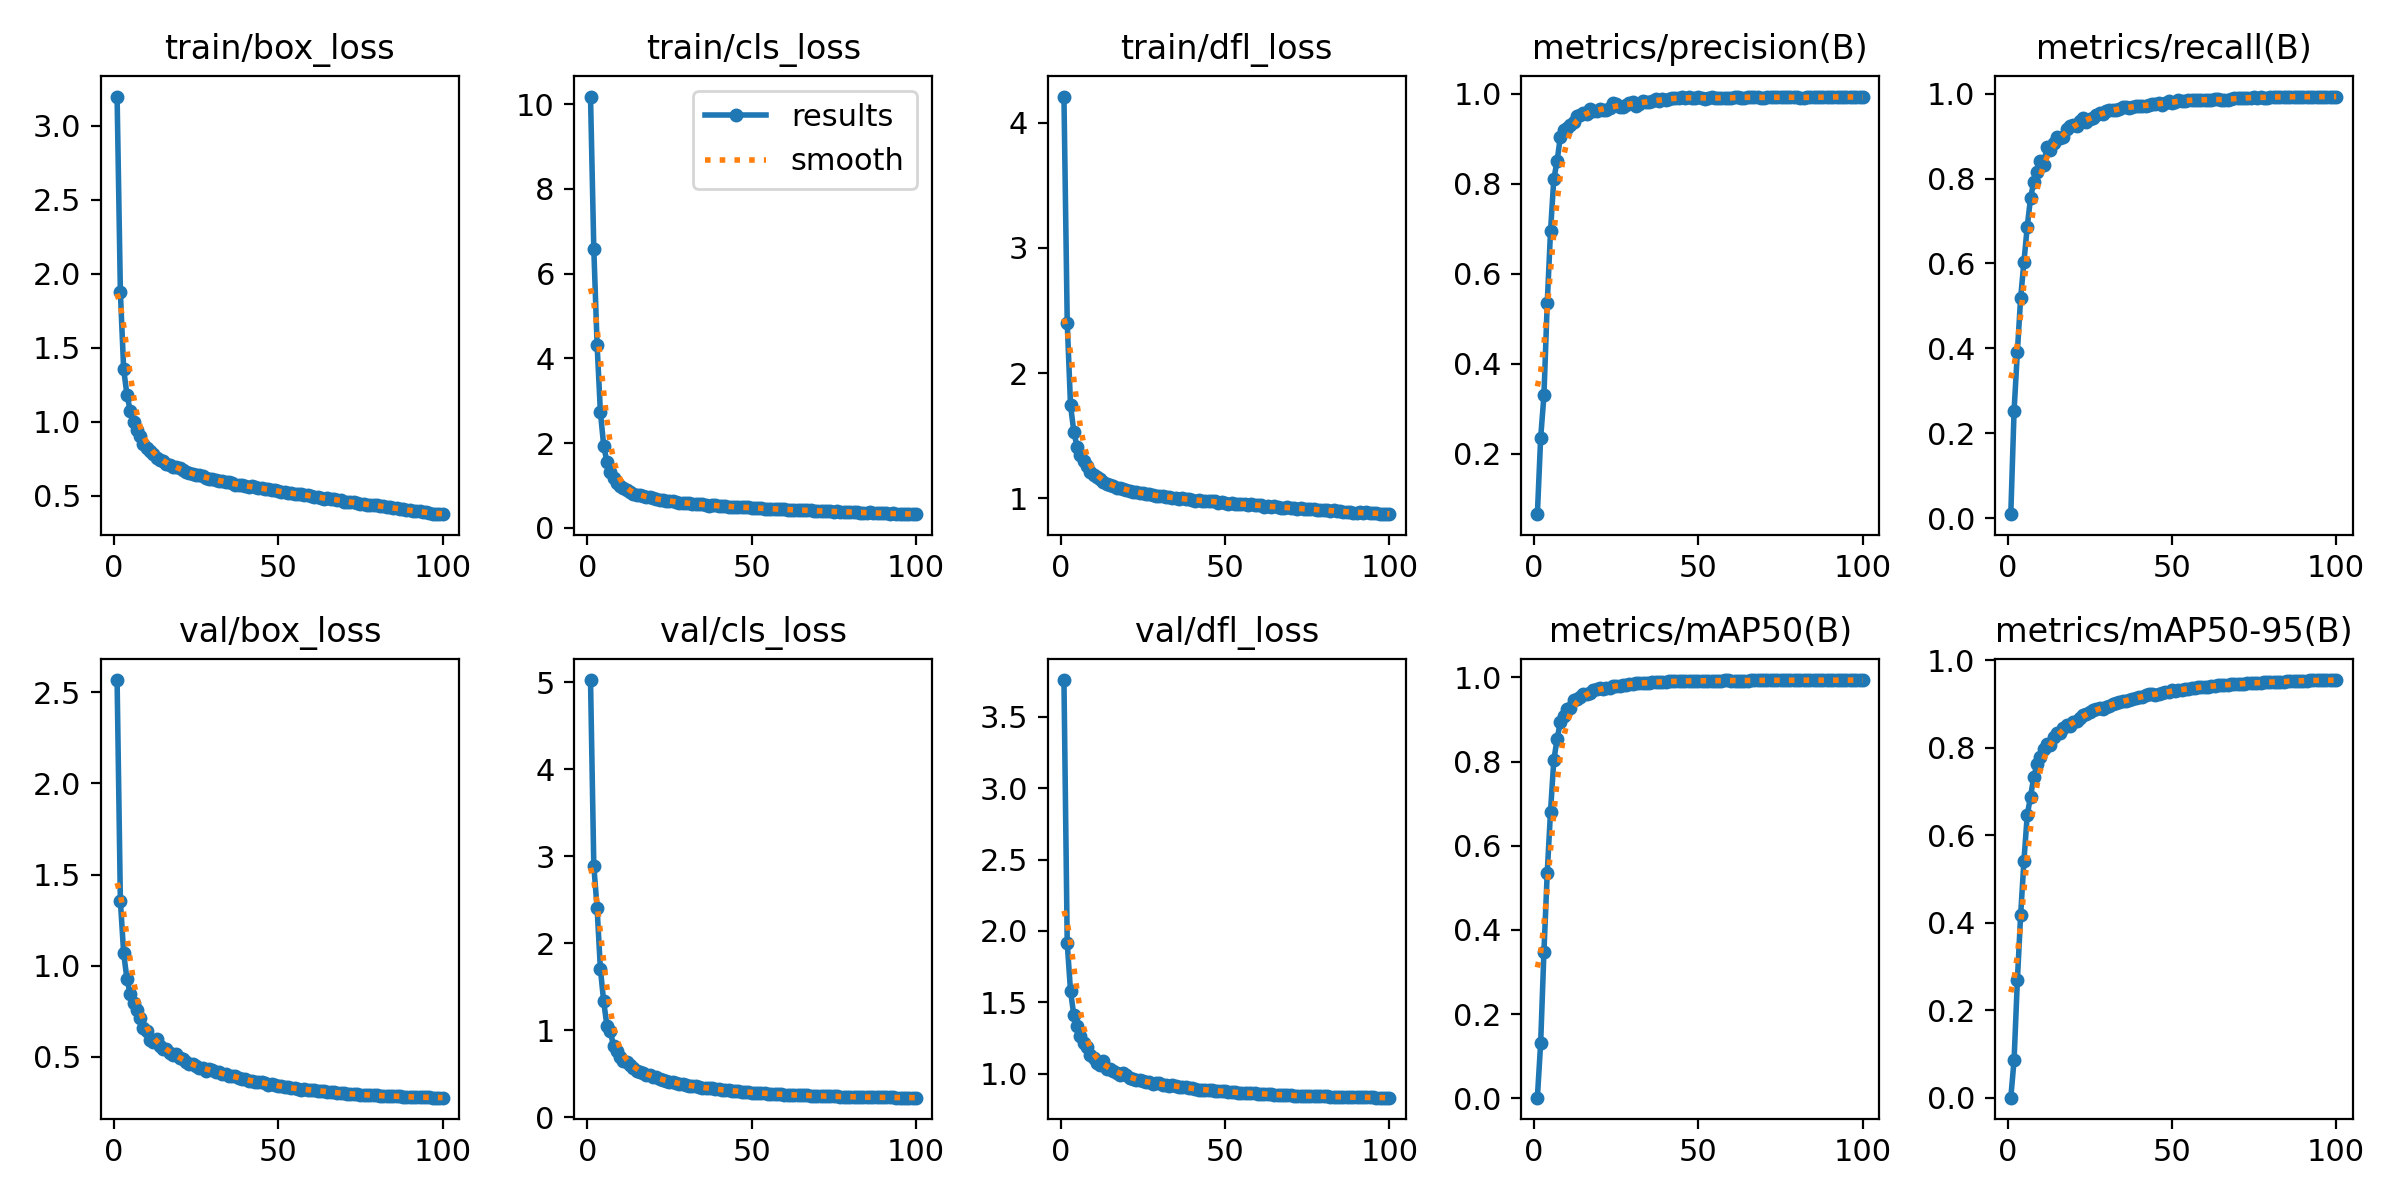 train/box_loss
3.0
2.5
2.0
1.5
1.0
0.5
0 50 100
train/cls_loss
results
smooth
10
8
6
4
2
0
0 50 100
train/dfl_loss
4
3
2
1
0 50 100
metrics/precision(B)
1.0
0.8
0.6
0.4
0.2
0 50 100
metrics/recall(B)
1.0
0.8
0.6
0.4
0.2
0.0
0 50 100
val/box_loss
2.5
2.0
1.5
1.0
0.5
0 50 100
val/cls_loss
5
4
3
2
1
0
0 50 100
val/dfl_loss
3.5
3.0
2.5
2.0
1.5
1.0
0 50 100
metrics/mAP50(B)
1.0
0.8
0.6
0.4
0.2
0.0
0 50 100
metrics/mAP50-95(B)
1.0
0.8
0.6
0.4
0.2
0.0
0 50 100